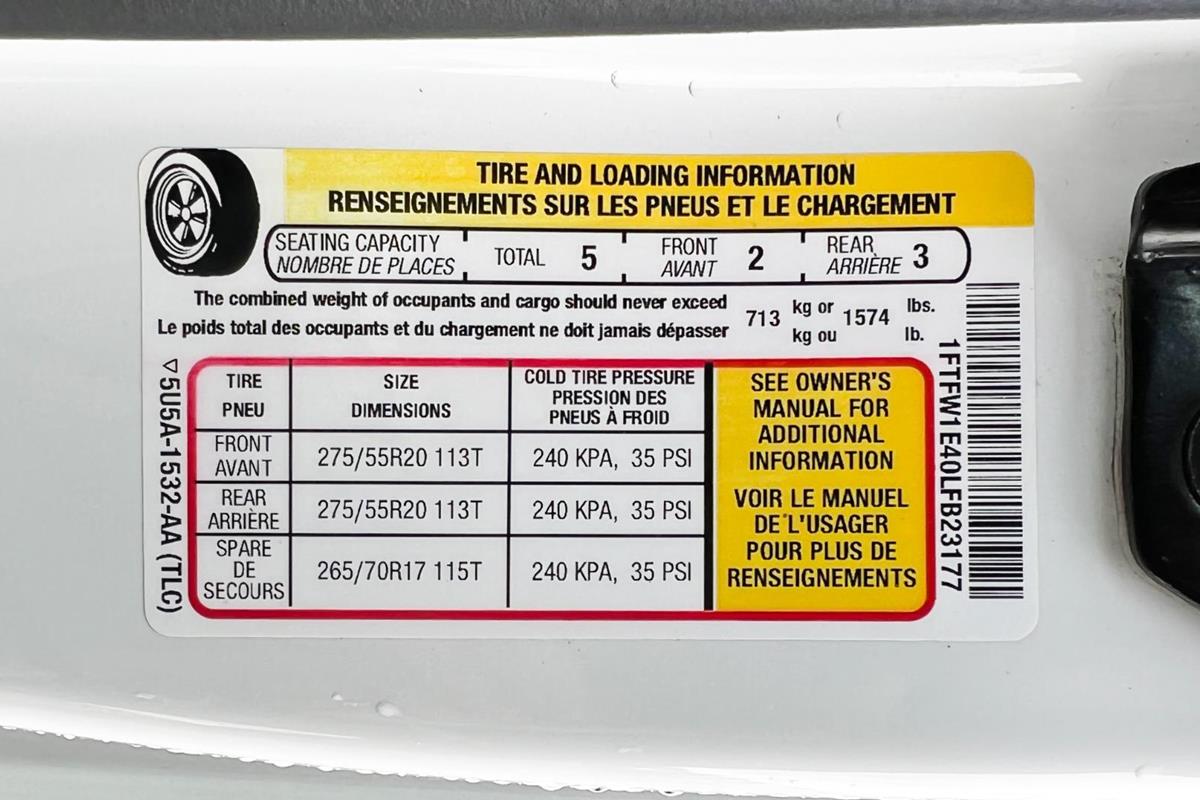 TIRE AND LOADING INFORMATION
RENSEIGNEMENTS SUR LES PNEUS ET LE CHARGEMENT
SEATING CAPACITY
NOMBRE DE PLACES
TOTAL 5
FRONT
AVANT
2
REAR
ARRIÈRE
3
The combined weight of occupants and cargo should never exceed
Le poids total des occupants et du chargement ne doit jamais dépasser
713
kg or
kg ou
1574
lbs.
lb.
TIRE
PNEU
SIZE
DIMENSIONS
COLD TIRE PRESSURE
PRESSION DES
PNEUS À FROID
FRONT
AVANT
275/55R20 113T
240 KPA, 35 PSI
REAR
ARRIÈRE
275/55R20 113T
240 KPA, 35 PSI
SPARE
DE
SECOURS
265/70R17 115T
240 KPA, 35 PSI
SEE OWNER'S
MANUAL FOR
ADDITIONAL
INFORMATION
VOIR LE MANUEL
DE L'USAGER
POUR PLUS DE
RENSEIGNEMENTS
5U5A-1532-AA (TLC)
1FTFW1E40LFB23177